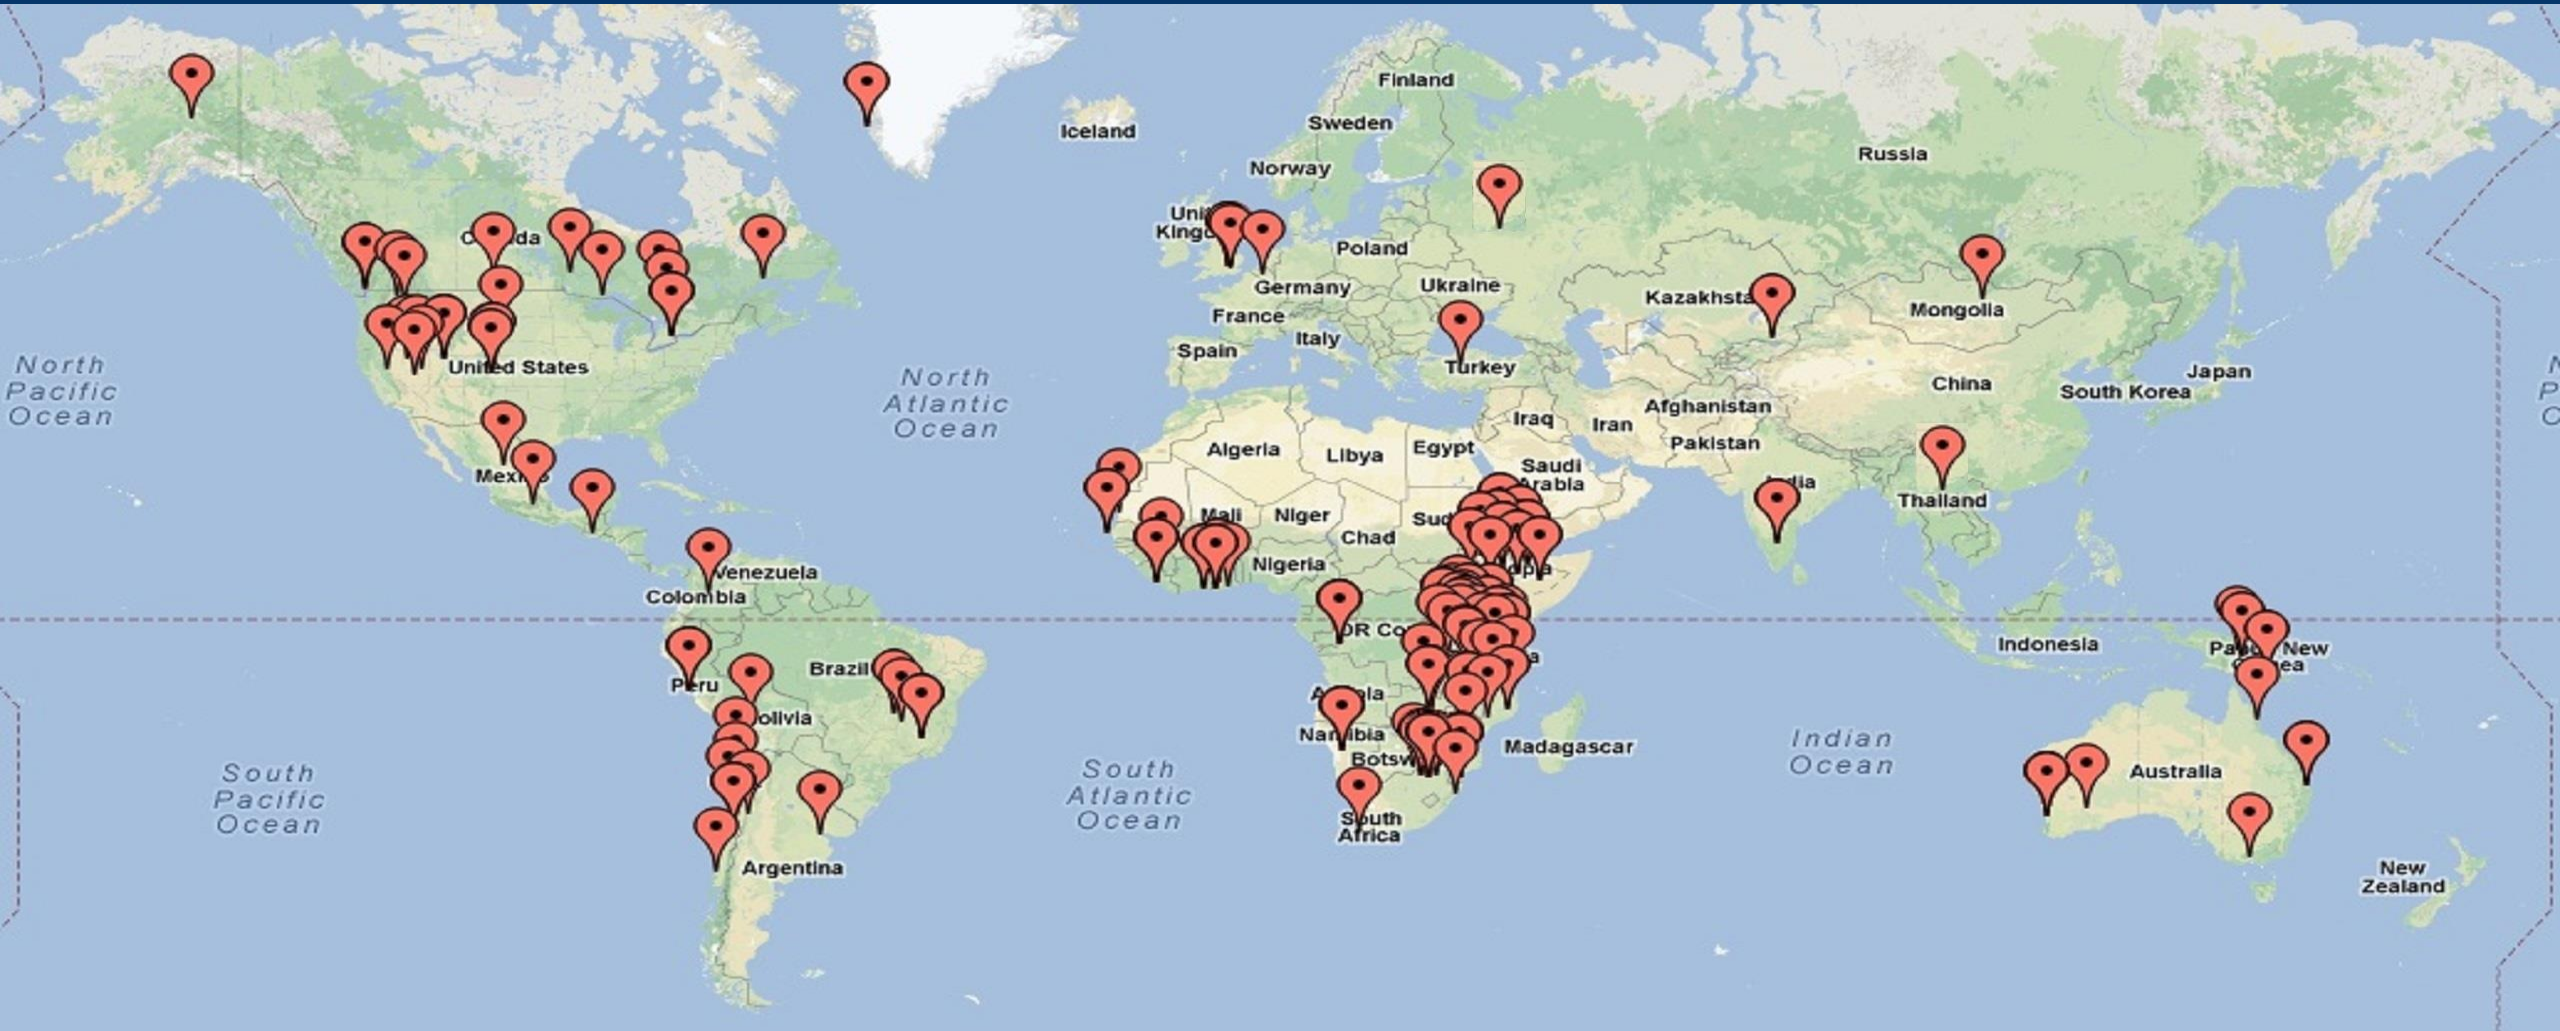 Finland
Sweden
Iceland
Norway
Russia
Poland
Ukraine
Germany
Kazakhsta
Mongolia
France
Italy
Spain
Turkey
United States
North
Pacific
Ocean
North
Atlantic
Ocean
Japan
China
South Korea
Afghanistan
Iraq
Iran
Pakistan
Algeria
Libya
Egypt
Saudi
Arabia
Thailand
Mali
Niger
Chad
Nigeria
Venezuela
Colombia
Indonesia
Brazil
Peru
South
Pacific
Ocean
South
Atlantic
Ocean
Madagascar
Indian
Ocean
Australia
South
Africa
Argentina
New
Zealand